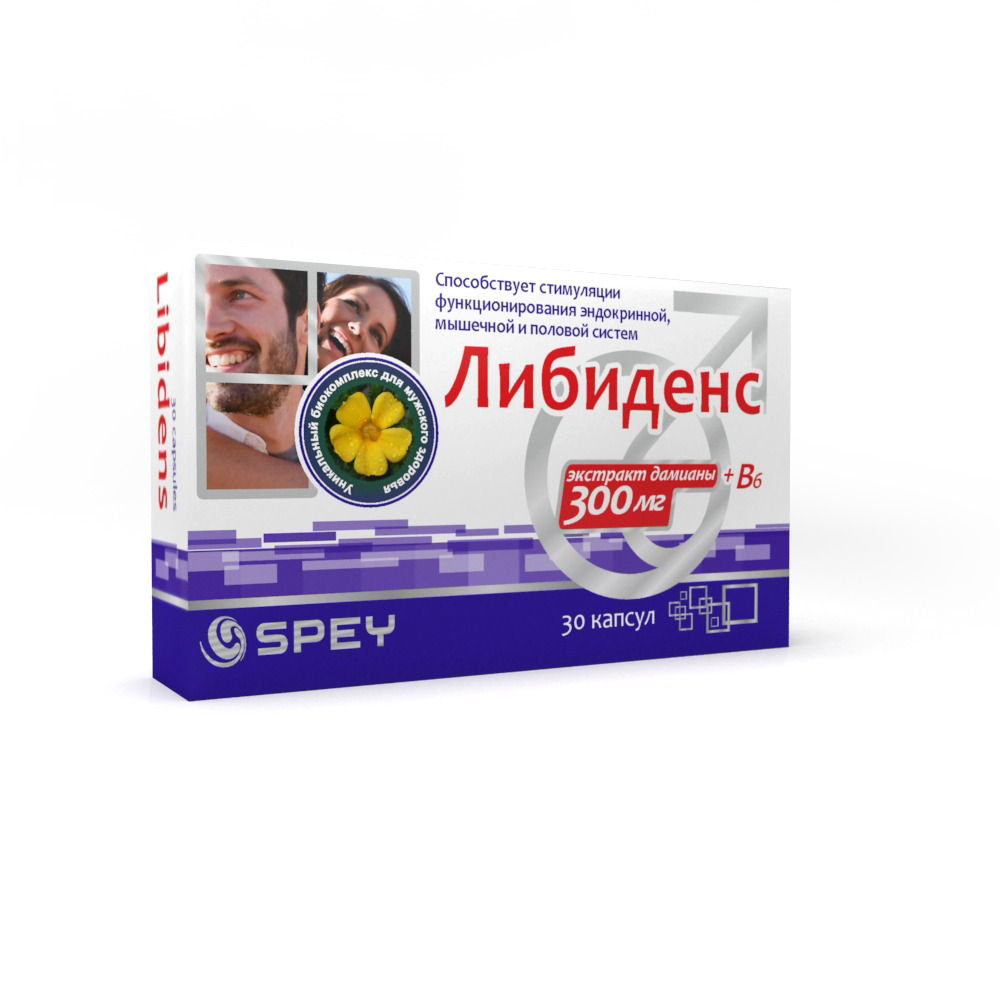 Libidens
30 capsules
Способствует стимуляции
функционирования эндокринной,
мышечной и половой систем
Либиденс
Уникальный биокомплекс для мужского здоровья
экстракт дамианы
300 мг
+ B6
30 капсул
SPEY